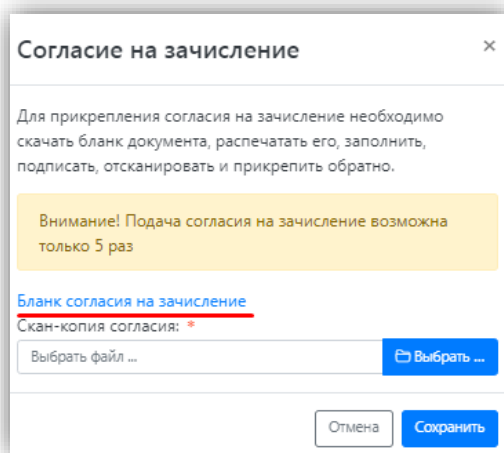 Согласие на зачисление ×
Для прикрепления согласия на зачисление необходимо
скачать бланк документа, распечатать его, заполнить,
подписать, отсканировать и прикрепить обратно.
Внимание! Подача согласия на зачисление возможна
только 5 раз
Бланк согласия на зачисление
Скан-копия согласия: *
Выбрать файл ... Выбрать ...
Отмена Сохранить